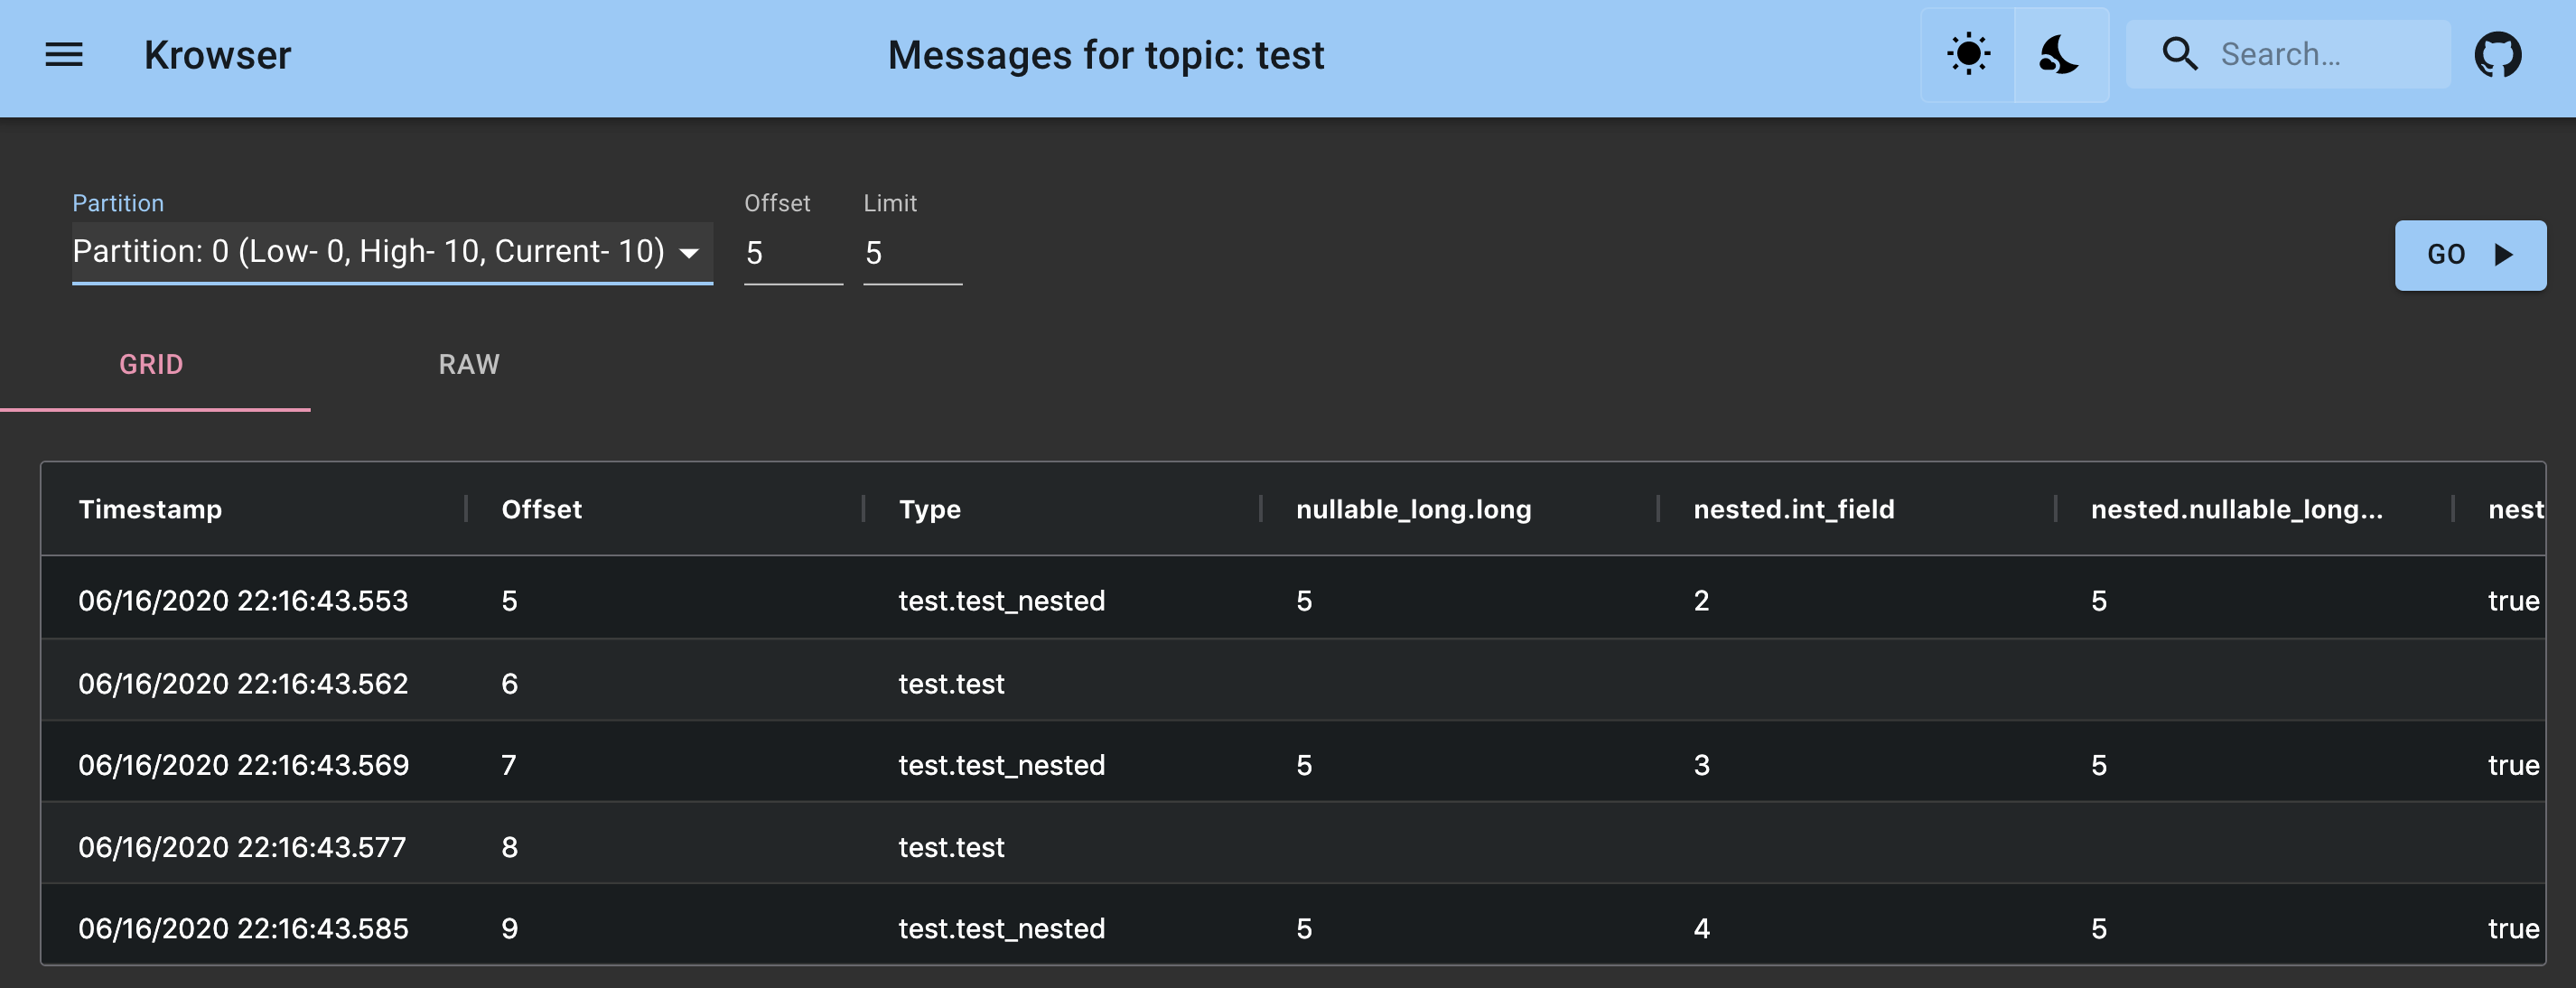 Krowser
Messages for topic: test
Search...
Partition
Offset
Limit
Partition: 0 (Low- 0, High- 10, Current- 10)
5
5
GO
GRID
RAW
Timestamp
Offset
Type
nullable_long.long
nested.int_field
nested.nullable_long...
nest
06/16/2020 22:16:43.553 5 test.test_nested 5 2 5 true
06/16/2020 22:16:43.562 6 test.test
06/16/2020 22:16:43.569 7 test.test_nested 5 3 5 true
06/16/2020 22:16:43.577 8 test.test
06/16/2020 22:16:43.585 9 test.test_nested 5 4 5 true